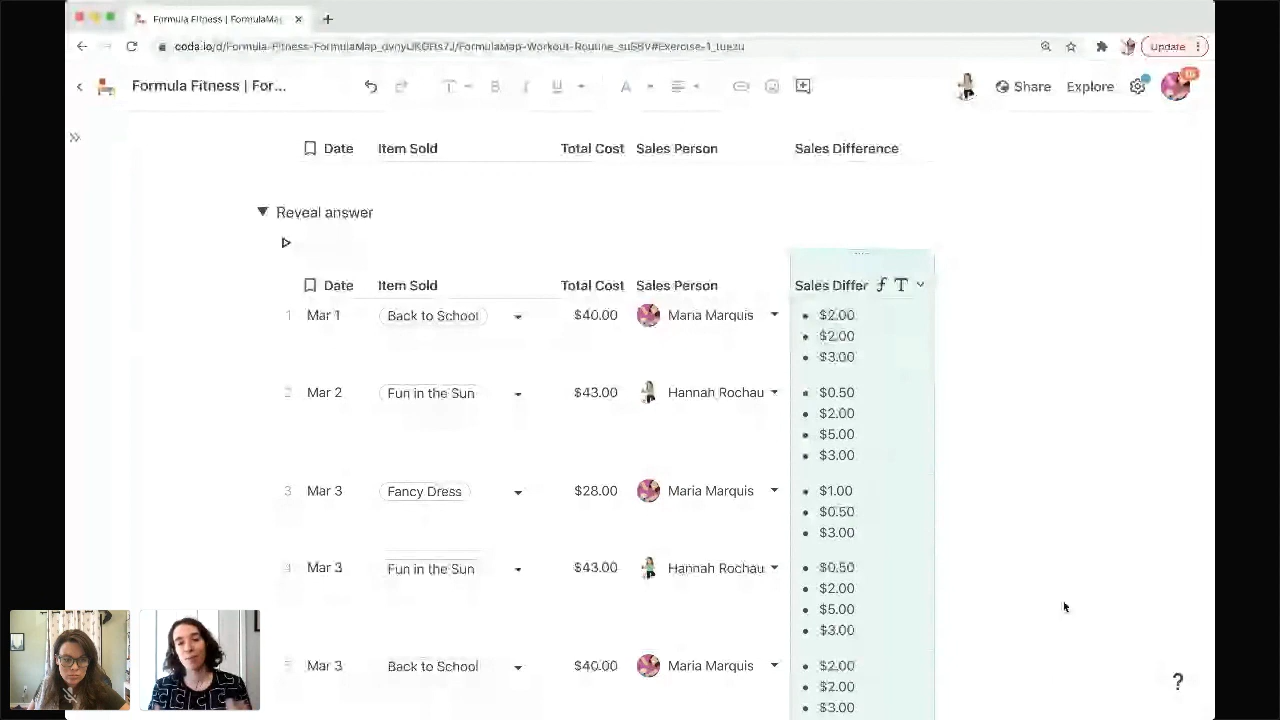 Formula Fitness | FormulaMap
Update
Formula Fitness | For...
Share Explore
Date Item Sold Total Cost Sales Person Sales Difference
Reveal answer
Date Item Sold Total Cost Sales Person Sales Differ
1 Mar 1 Back to School $40.00 Maria Marquis $2.00
$2.00
$3.00
2 Mar 2 Fun in the Sun $43.00 Hannah Rochau $0.50
$2.00
$5.00
$3.00
3 Mar 3 Fancy Dress $28.00 Maria Marquis $1.00
$0.50
$3.00
4 Mar 3 Fun in the Sun $43.00 Hannah Rochau $0.50
$2.00
$5.00
$3.00
5 Mar 3 Back to School $40.00 Maria Marquis $2.00
$2.00
$3.00
?